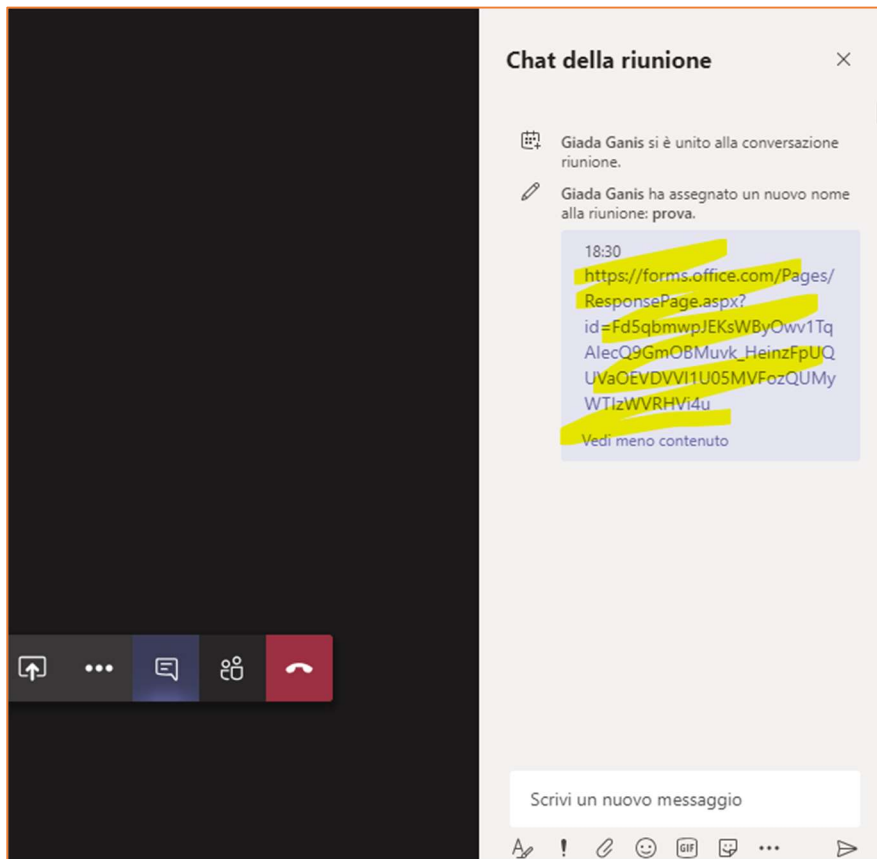 Chat della riunione
Giada Ganis si è unito alla conversazione
riunione.
Giada Ganis ha assegnato un nuovo nome
alla riunione: prova.
18:30
https://forms.office.com/Pages/
ResponsePage.aspx?
id=Fd5qbmwpJEKsWByOwv1Tq
AlecQ9GmOBMuvk_HeinzFpUQ
UVaOEVDVVI1U05MVFozQUMy
WTIzWVRHVi4u
Vedi meno contenuto
Scrivi un nuovo messaggio
GIF